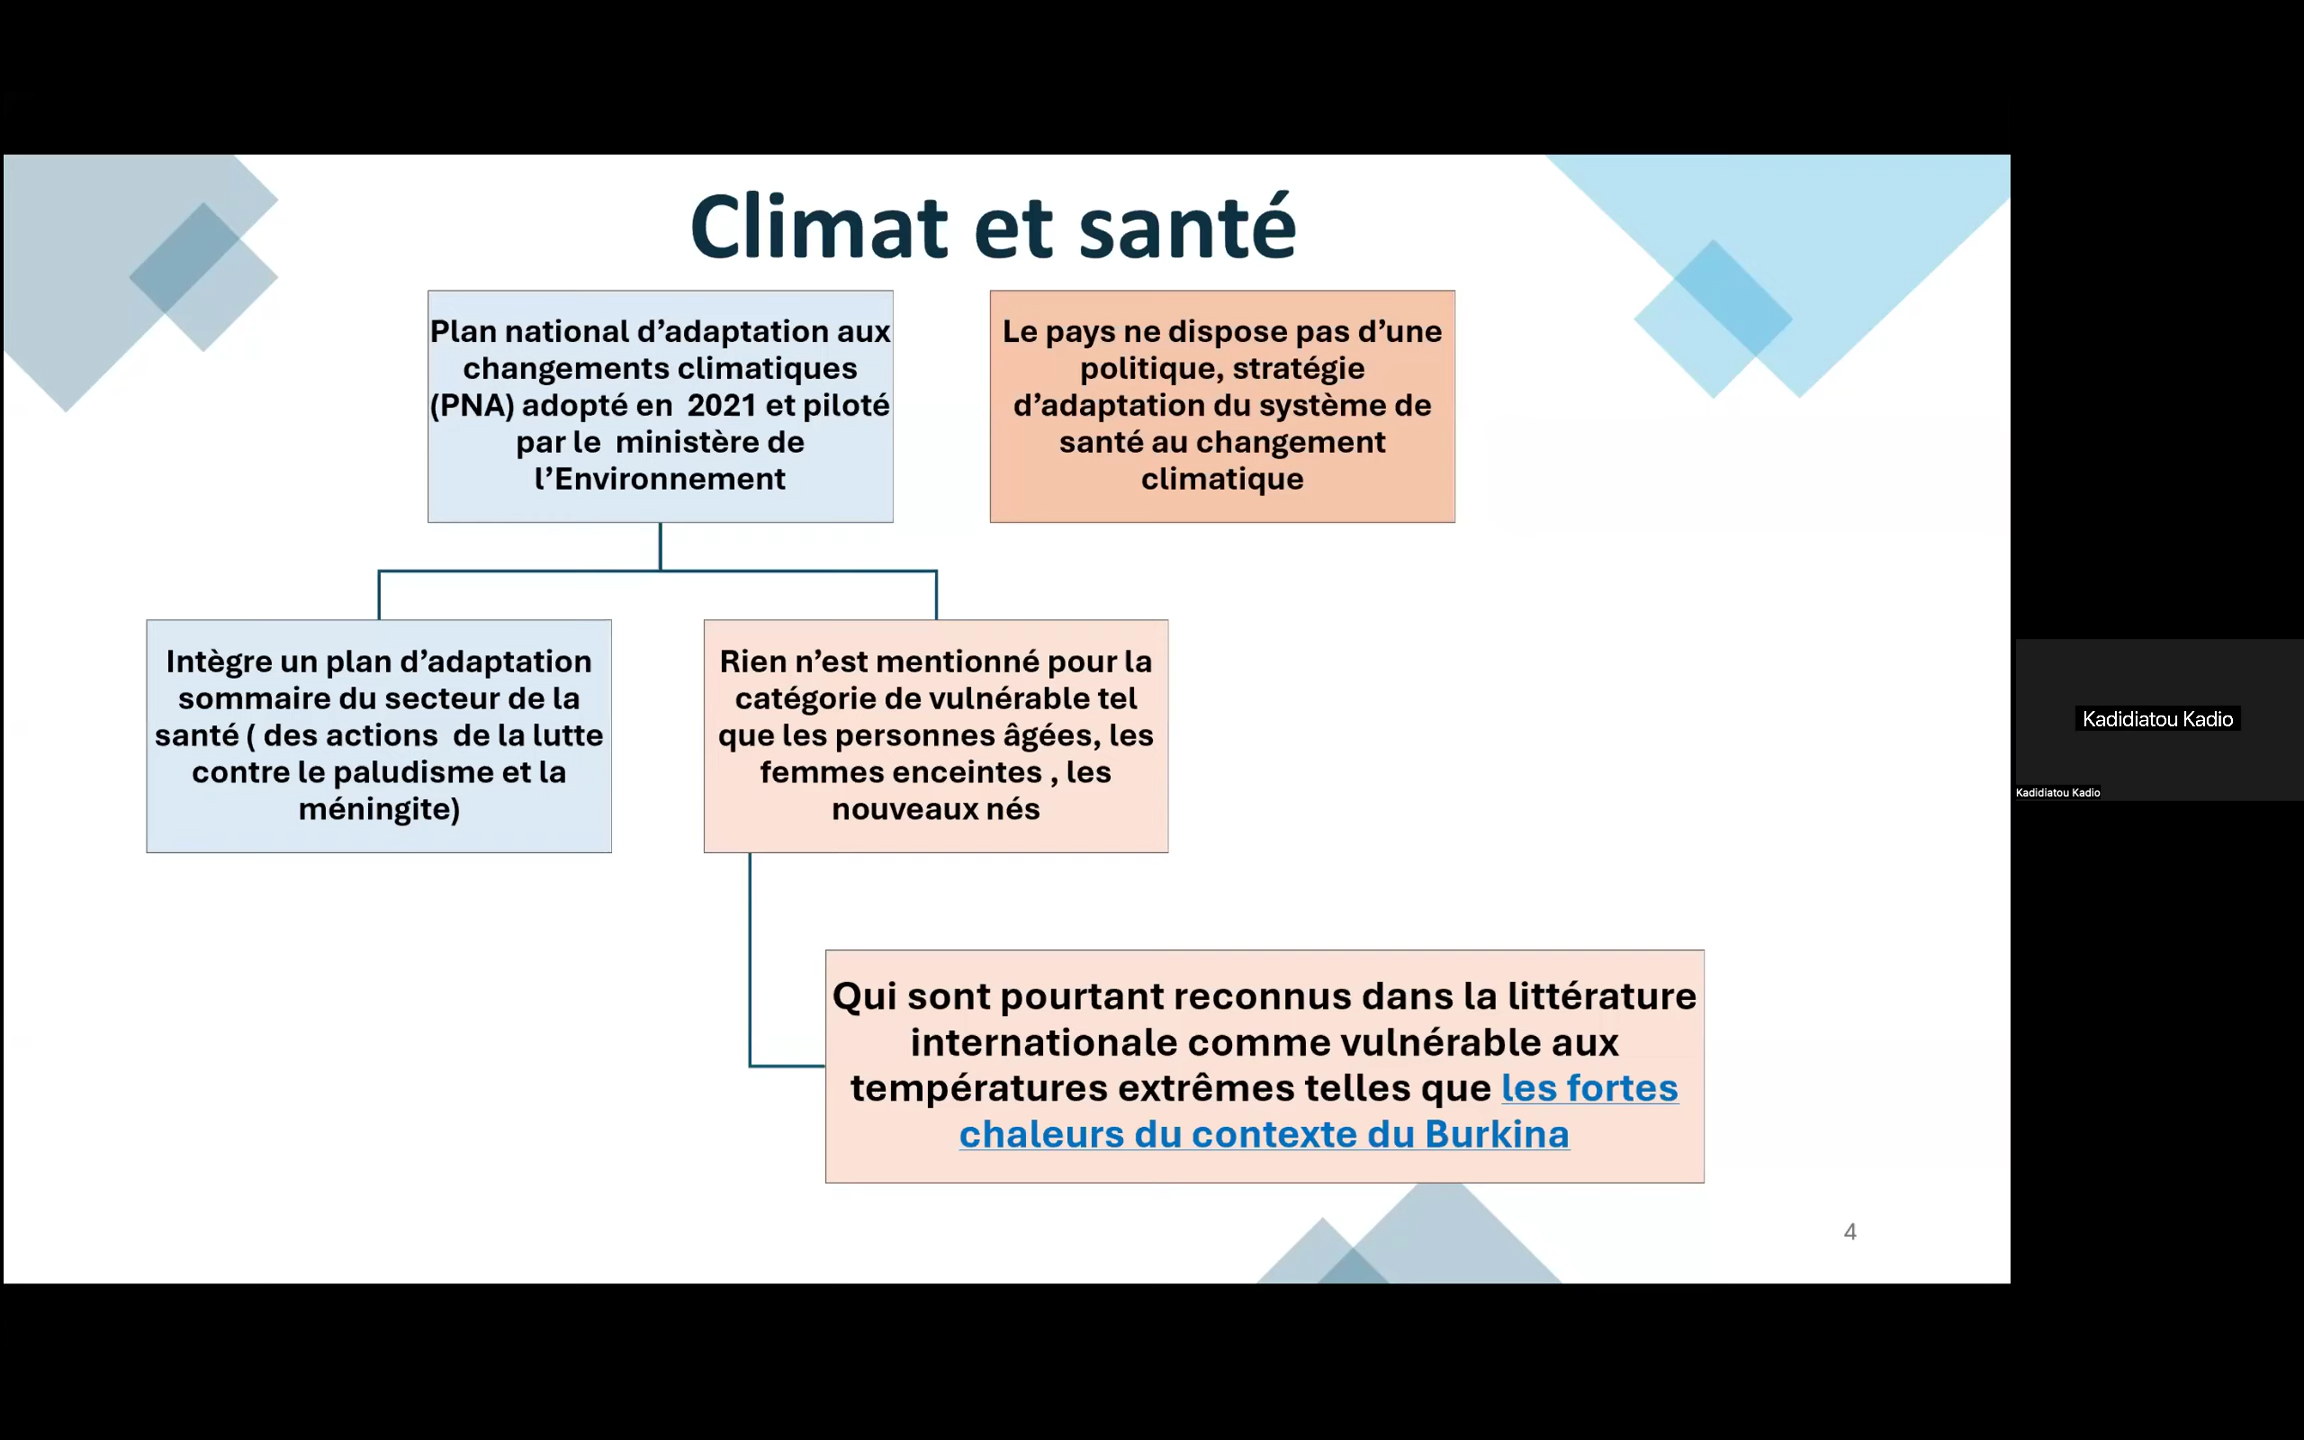 Climat et santé
Plan national d’adaptation aux
changements climatiques
(PNA) adopté en  2021 et piloté
par le  ministère de
l’Environnement
Le pays ne dispose pas d’une
politique, stratégie
d’adaptation du système de
santé au changement
climatique
Intègre un plan d’adaptation
sommaire du secteur de la
santé ( des actions  de la lutte
contre le paludisme et la
méningite)
Rien n’est mentionné pour la
catégorie de vulnérable tel
que les personnes âgées, les
femmes enceintes , les
nouveaux nés
Qui sont pourtant reconnus dans la littérature
internationale comme vulnérable aux
températures extrêmes telles que les fortes
chaleurs du contexte du Burkina
4
Kadidiatou Kadio
Kadidiatou Kadio